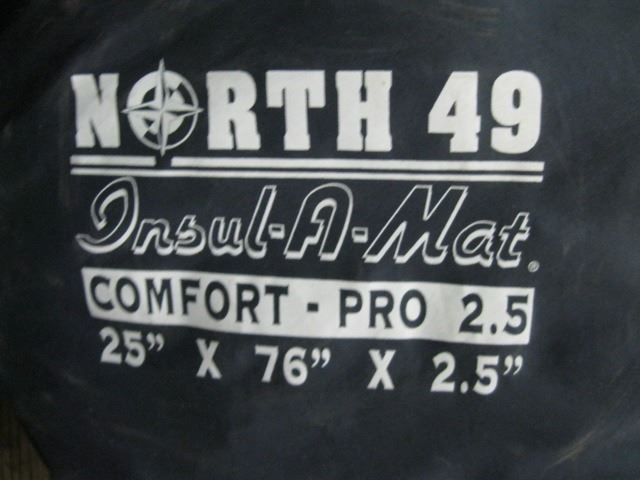 NORTH 49
Insul-A-Mat®
COMFORT - PRO 2.5
25” X 76” X 2.5”